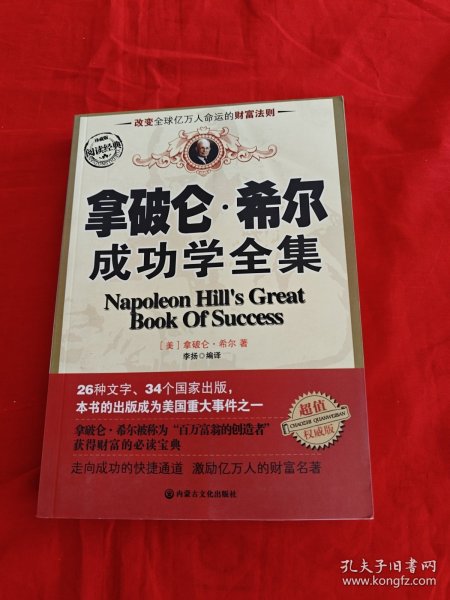 改变全球亿万人命运的财富法则
珍藏版
阅读经典
拿破仑·希尔
成功学全集
Napoleon Hill's Great
Book Of Success
［美］拿破仑·希尔 著
李扬◎编译
26种文字、34个国家出版，
本书的出版成为美国重大事件之一
超值
CHAOZHI QUANWEIBAN
权威版
拿破仑·希尔被称为“百万富翁的创造者”
获得财富的必读宝典
走向成功的快捷通道 激励亿万人的财富名著
内蒙古文化出版社
孔夫子旧书网
www.kongfz.com